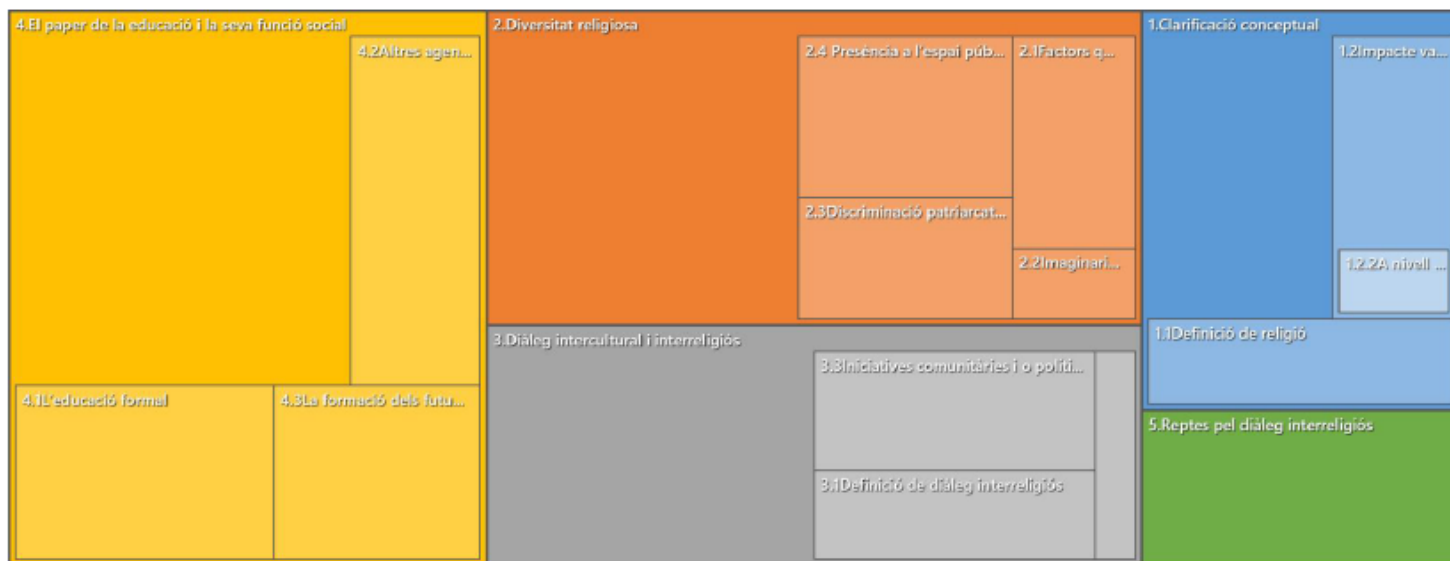 4.El paper de la educació i la seva funció social
4.2Altres agen...
4.1L'educació formal
4.3La formació dels futu...
2.Diversitat religiosa
2.4 Presència a l'espai púb...
2.1Factors q...
2.3Discriminació patriarcat...
2.2Imaginari...
3.Diàleg intercultural i interreligiós
3.3Iniciatives comunitàries i o políti...
3.1Definició de diàleg interreligiós
1.Clarificació conceptual
1.2Impacte va...
1.2.2A nivell ...
1.1Definició de religió
5.Reptes pel diàleg interreligiós